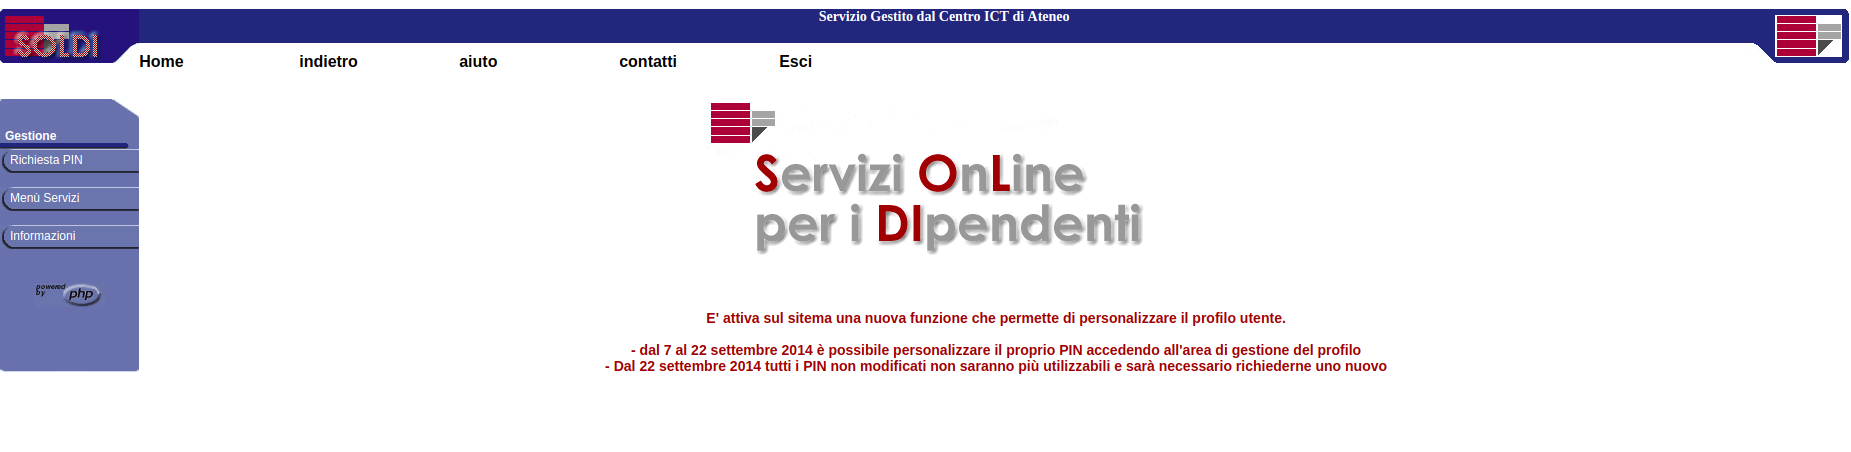 Servizio Gestito dal Centro ICT di Ateneo
SOLDI
Home indietro aiuto contatti Esci
Gestione
Richiesta PIN
Menù Servizi
Informazioni
powered
by php
Servizi OnLine
per i DIpendenti
E' attiva sul sitema una nuova funzione che permette di personalizzare il profilo utente.
- dal 7 al 22 settembre 2014 è possibile personalizzare il proprio PIN accedendo all'area di gestione del profilo
- Dal 22 settembre 2014 tutti i PIN non modificati non saranno più utilizzabili e sarà necessario richiederne uno nuovo